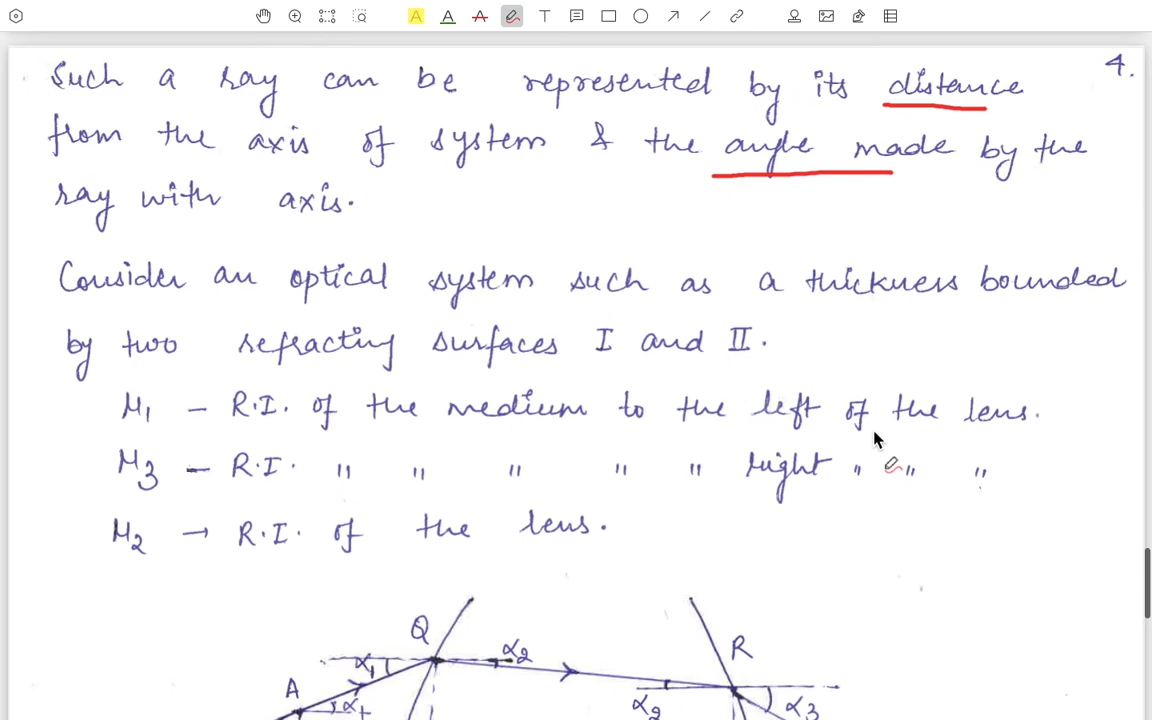 4.
Such a ray can be represented by its distance
from the axis of system & the angle made by the
ray with axis.
Consider an optical system such as a thickness bounded
by two refracting surfaces I and II.
μ1 – R.I. of the medium to the left of the lens.
μ3 – R.I. " " " " " right " " "
μ2 → R.I. of the lens.
Q α2 R
α1
A α1 α2 α3